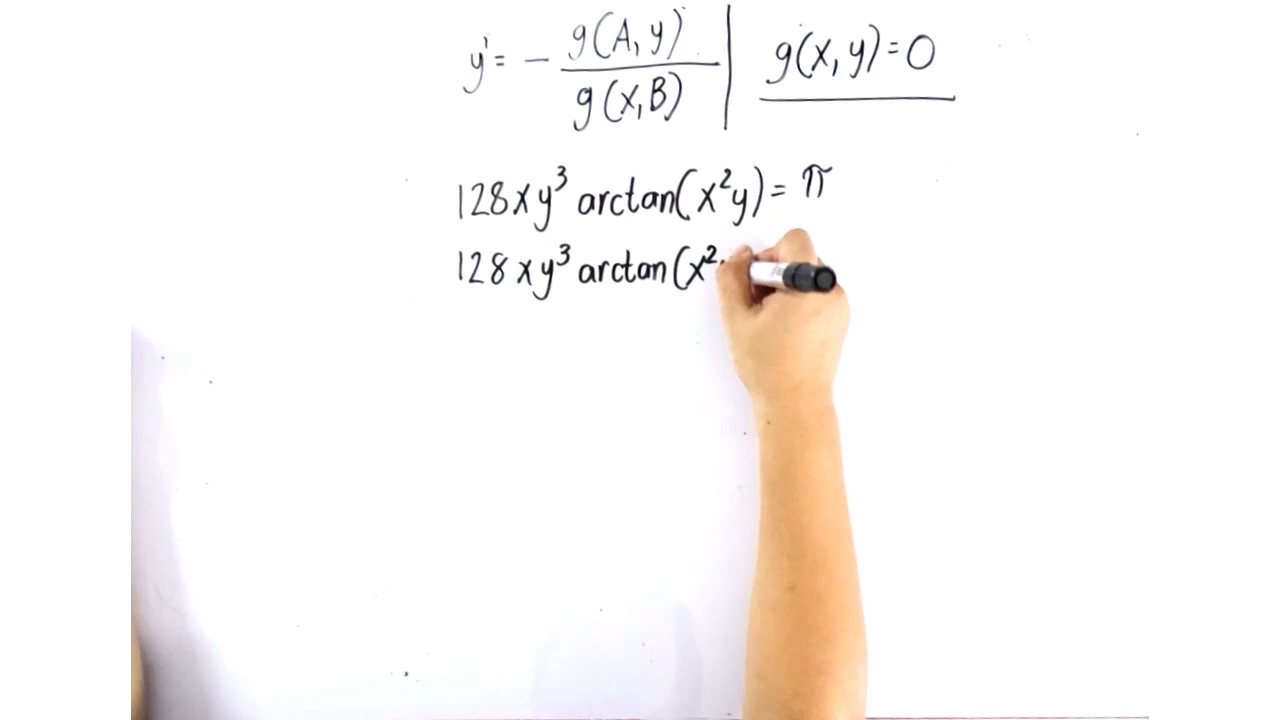 y' = - g(A, y) / g(x, B) | g(x, y) = 0
128xy³ arctan(x²y) = π
128xy³ arctan(x²